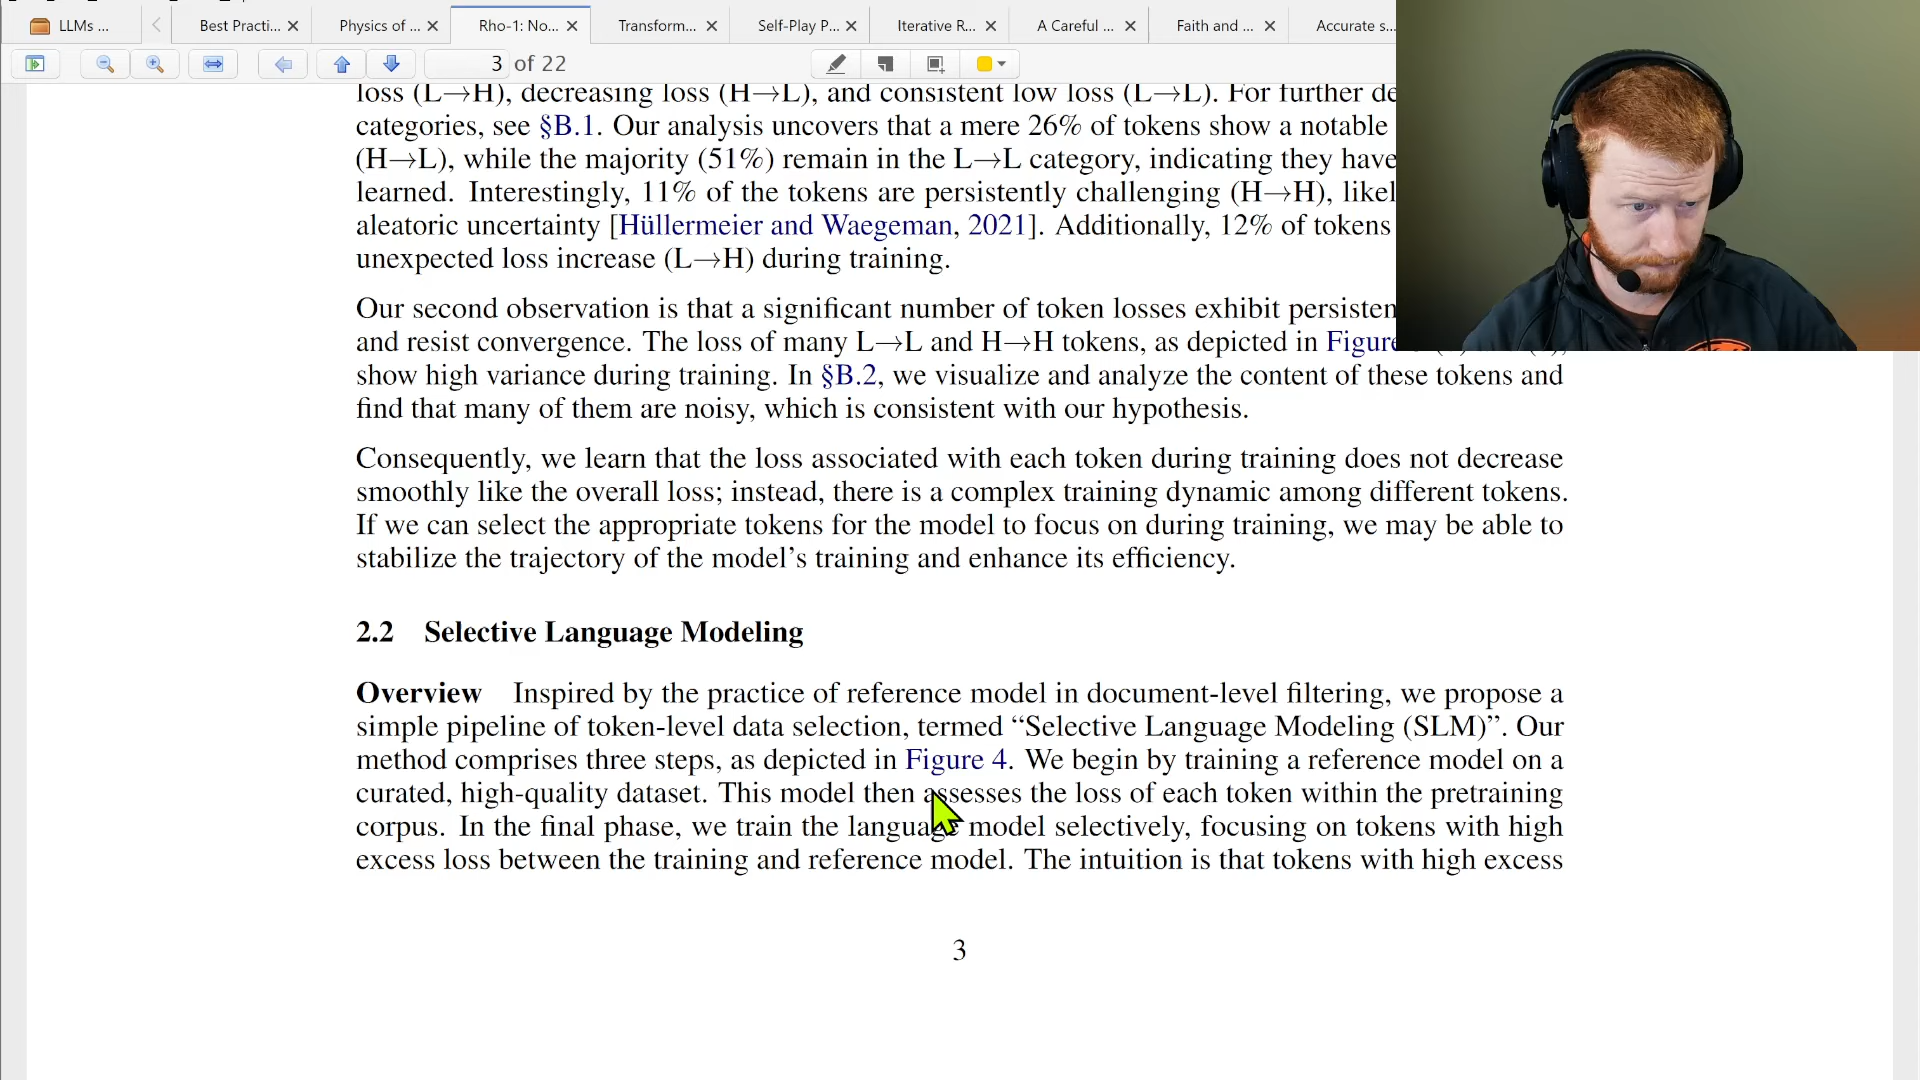 LLMs ...
Best Practi...
Physics of ...
Rho-1: No...
Transform...
Self-Play P...
Iterative R...
A Careful ...
Faith and ...
Accurate s...
3 of 22
loss (L→H), decreasing loss (H→L), and consistent low loss (L→L). For further de
categories, see §B.1. Our analysis uncovers that a mere 26% of tokens show a notable
(H→L), while the majority (51%) remain in the L→L category, indicating they have
learned. Interestingly, 11% of the tokens are persistently challenging (H→H), likel
aleatoric uncertainty [Hüllermeier and Waegeman, 2021]. Additionally, 12% of tokens
unexpected loss increase (L→H) during training.
Our second observation is that a significant number of token losses exhibit persisten
and resist convergence. The loss of many L→L and H→H tokens, as depicted in Figure
show high variance during training. In §B.2, we visualize and analyze the content of these tokens and
find that many of them are noisy, which is consistent with our hypothesis.
Consequently, we learn that the loss associated with each token during training does not decrease
smoothly like the overall loss; instead, there is a complex training dynamic among different tokens.
If we can select the appropriate tokens for the model to focus on during training, we may be able to
stabilize the trajectory of the model's training and enhance its efficiency.
2.2 Selective Language Modeling
Overview Inspired by the practice of reference model in document-level filtering, we propose a
simple pipeline of token-level data selection, termed “Selective Language Modeling (SLM)”. Our
method comprises three steps, as depicted in Figure 4. We begin by training a reference model on a
curated, high-quality dataset. This model then assesses the loss of each token within the pretraining
corpus. In the final phase, we train the language model selectively, focusing on tokens with high
excess loss between the training and reference model. The intuition is that tokens with high excess
3